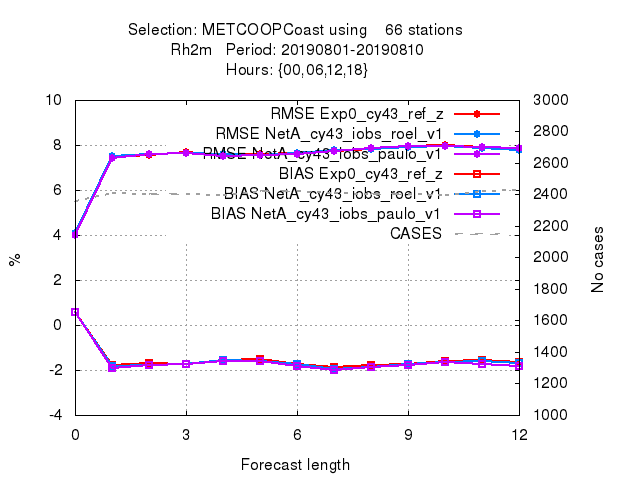 Selection: METCOOPCoast using 66 stations
Rh2m Period: 20190801-20190810
Hours: {00,06,12,18}
10 3000
RMSE Exp0_cy43_ref_z
2800
RMSE NetA_cy43_iobs_roel_v1
8
RMSE NetA_cy43_iobs_paulo_v1
2600
BIAS Exp0_cy43_ref_z
6 2400
BIAS NetA_cy43_iobs_roel_v1
BIAS NetA_cy43_iobs_paulo_v1
2200
CASES
4 2000
% No cases
2 1800
1600
0
1400
-2
1200
-4 1000
0 3 6 9 12
Forecast length